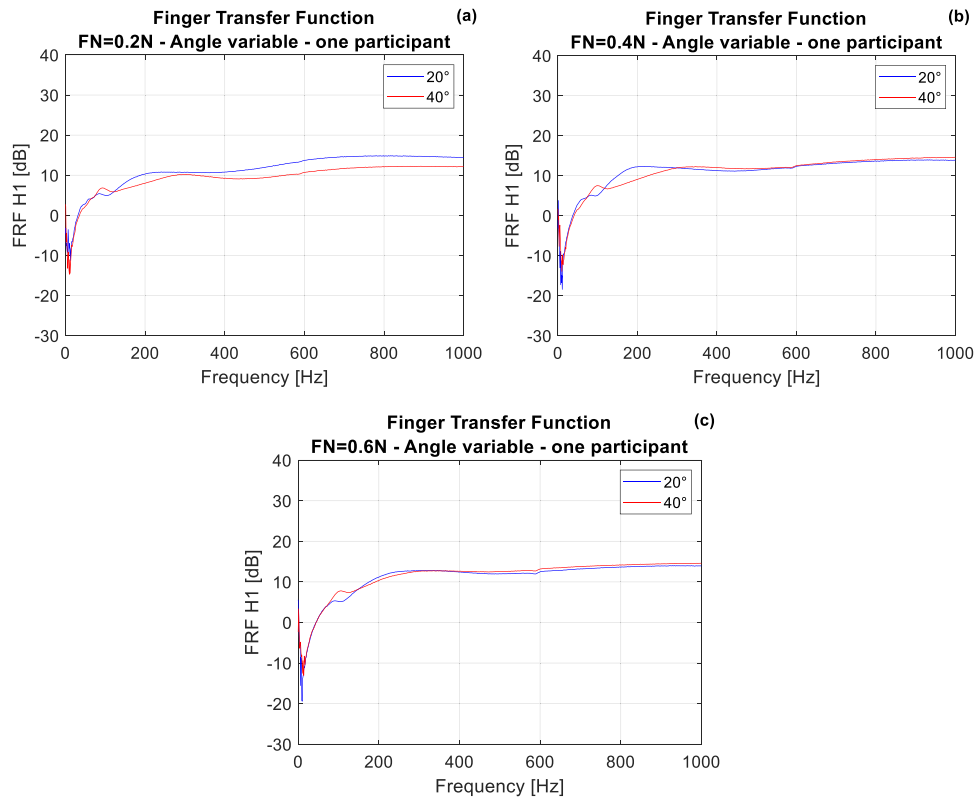 Finger Transfer Function
(a)
FN=0.2N - Angle variable - one participant
40
30
20
10
0
-10
-20
-30
FRF H1 [dB]
20°
40°
0 200 400 600 800 1000
Frequency [Hz]
Finger Transfer Function
(b)
FN=0.4N - Angle variable - one participant
40
30
20
10
0
-10
-20
-30
FRF H1 [dB]
20°
40°
0 200 400 600 800 1000
Frequency [Hz]
Finger Transfer Function
(c)
FN=0.6N - Angle variable - one participant
40
30
20
10
0
-10
-20
-30
FRF H1 [dB]
20°
40°
0 200 400 600 800 1000
Frequency [Hz]